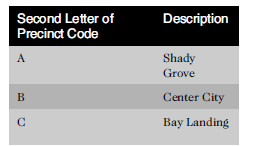 Second Letter of Description
Precinct Code
A Shady
Grove
B Center City
C Bay Landing